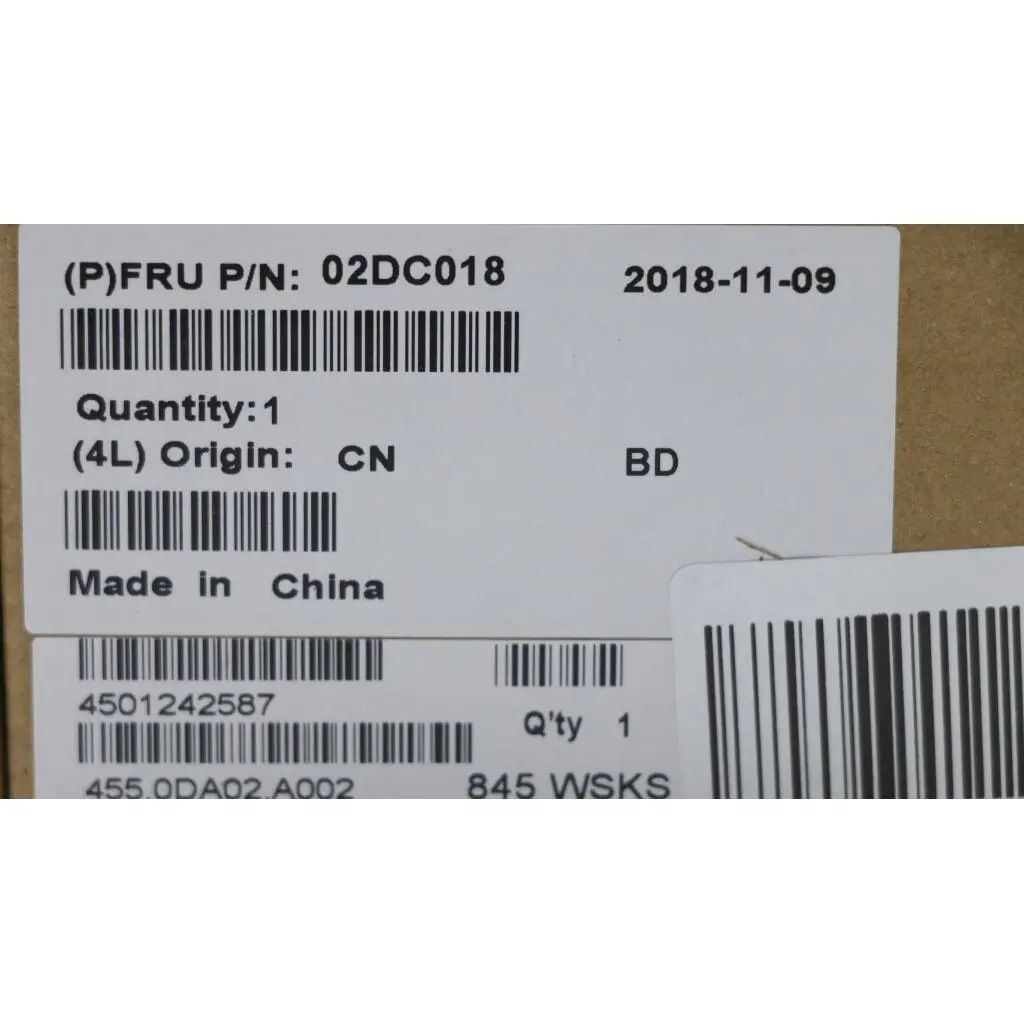 (P)FRU P/N: 02DC018 2018-11-09
Quantity:1
(4L) Origin: CN BD
Made in China
4501242587
Q'ty 1
455.0DA02.A002 845 WSKS